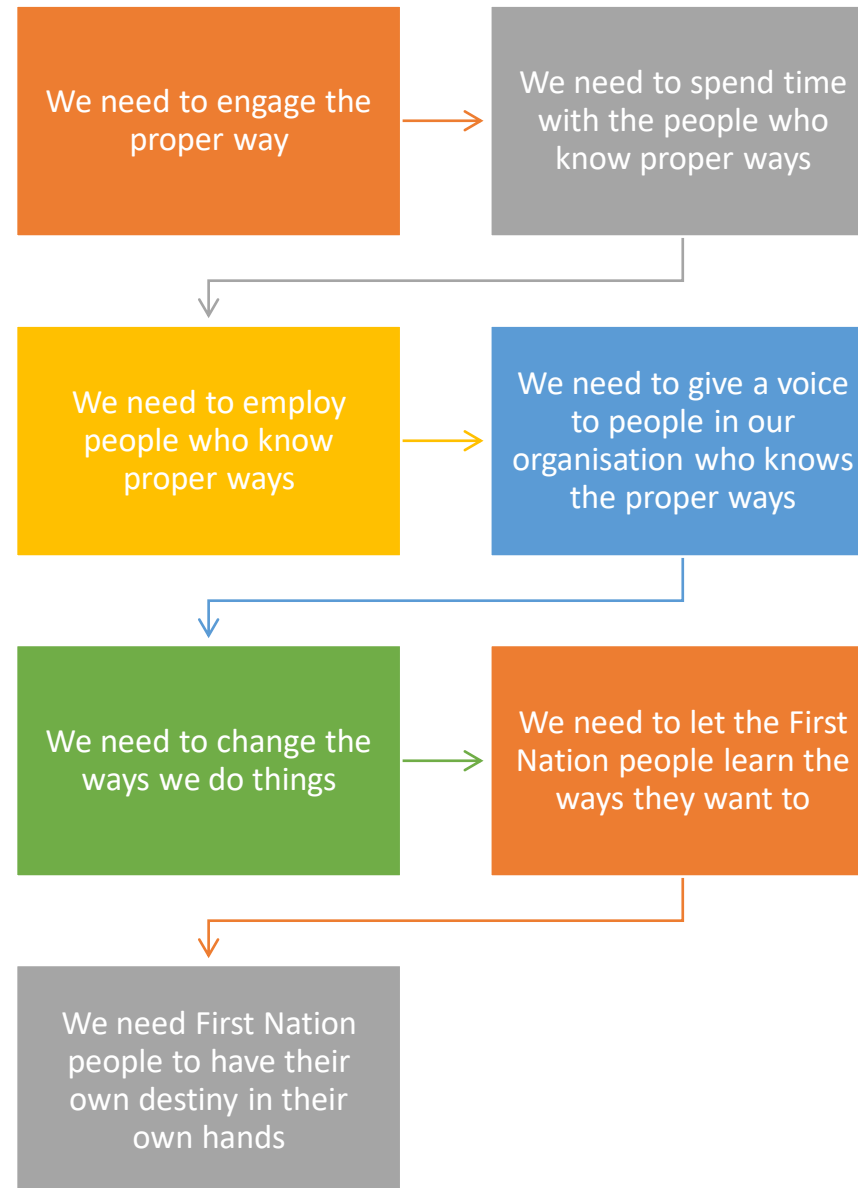 We need to engage the
proper way
We need to spend time
with the people who
know proper ways
We need to employ
people who know
proper ways
We need to give a voice
to people in our
organisation who knows
the proper ways
We need to change the
ways we do things
We need to let the First
Nation people learn the
ways they want to
We need First Nation
people to have their
own destiny in their
own hands